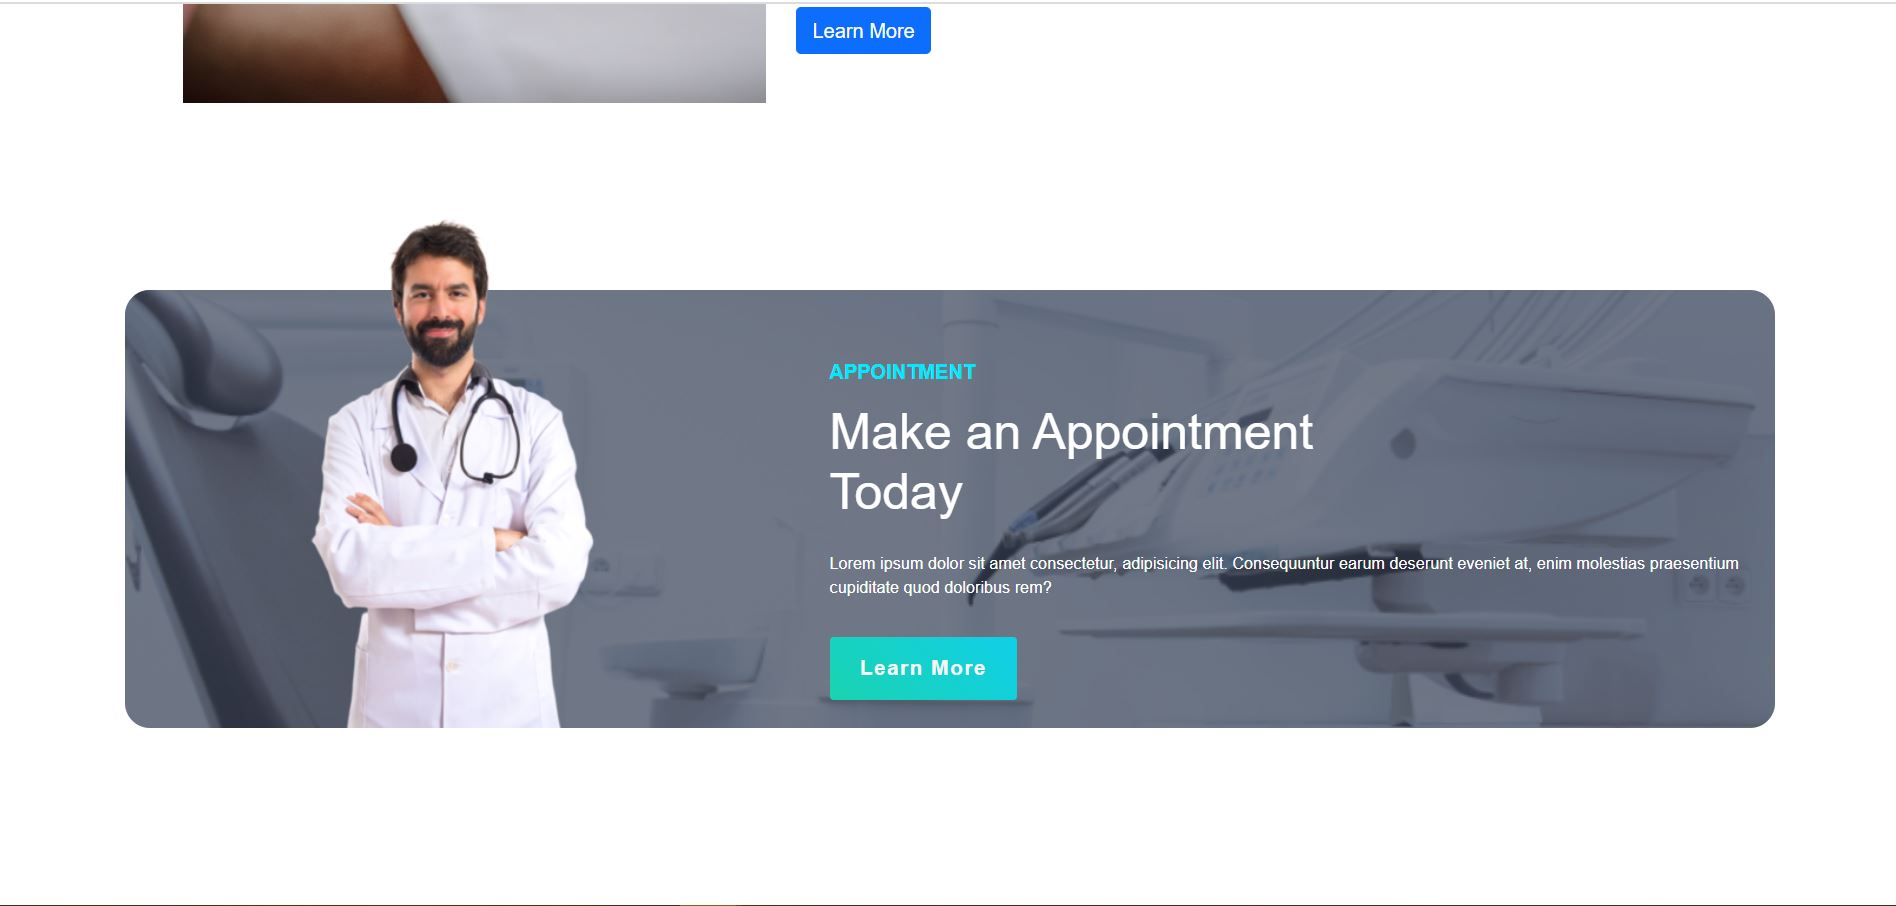 Learn More
APPOINTMENT
Make an Appointment
Today
Lorem ipsum dolor sit amet consectetur, adipisicing elit. Consequuntur earum deserunt eveniet at, enim molestias praesentium
cupiditate quod doloribus rem?
Learn More